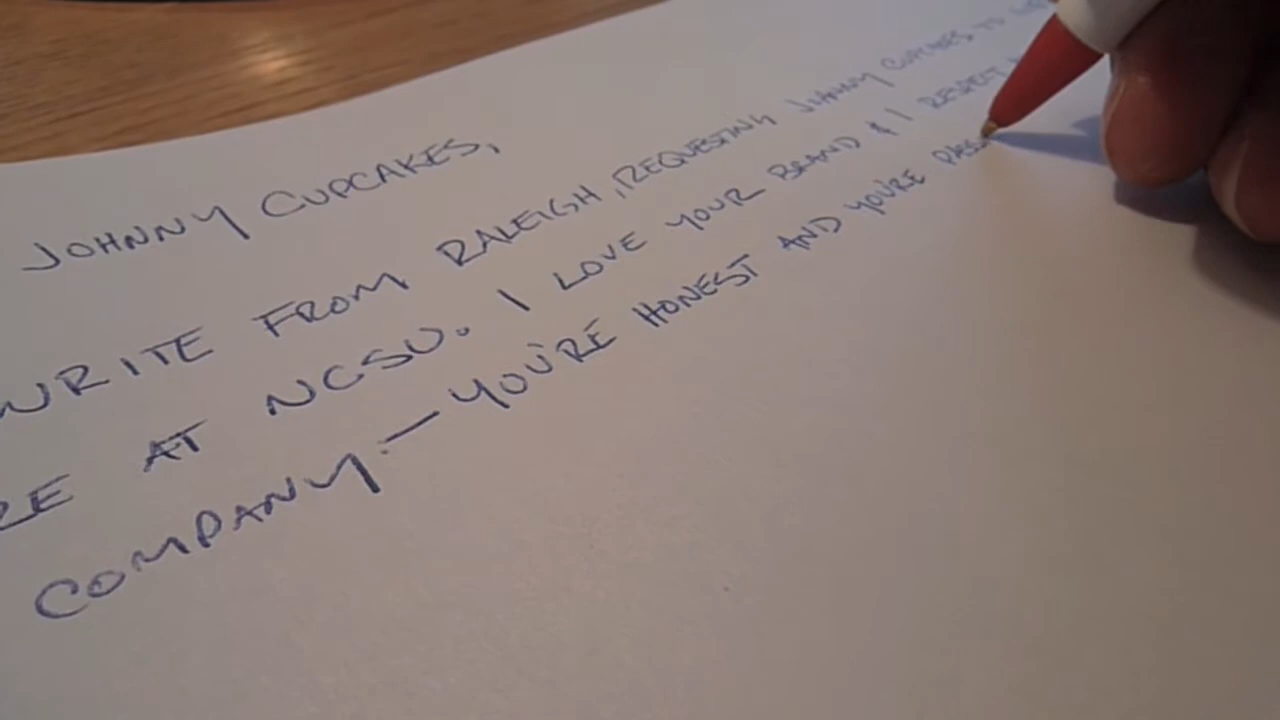 JOHNNY CUPCAKES,
WRITE FROM RALEIGH, REQUESTING JOHNNY CUPCAKES TO
AT NCSU. I LOVE YOUR BRAND & I RESPECT
COMPANY. — YOU'RE HONEST AND YOU'RE PASS